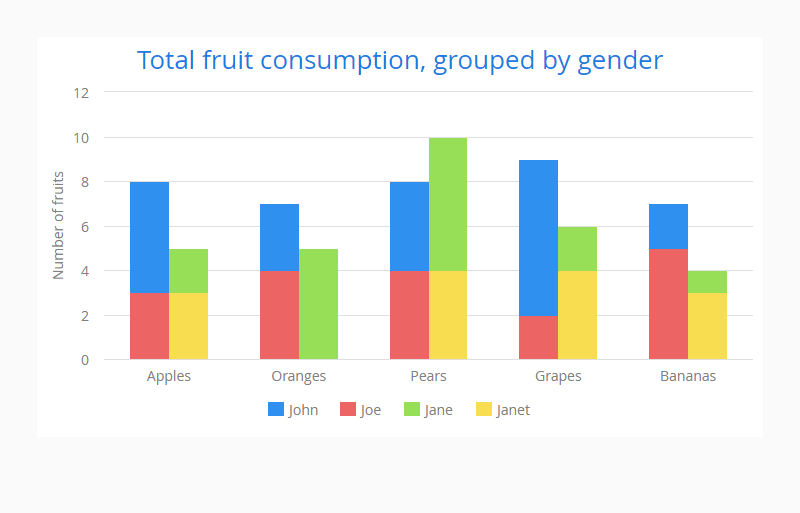 Total fruit consumption, grouped by gender
Number of fruits
12
10
8
6
4
2
0
Apples Oranges Pears Grapes Bananas
John Joe Jane Janet